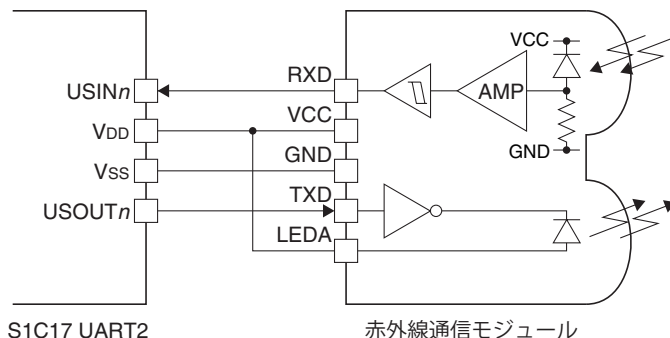 USINn
VDD
VSS
USOUTn
S1C17 UART2
RXD
VCC
GND
TXD
LEDA
AMP
VCC
GND
赤外線通信モジュール